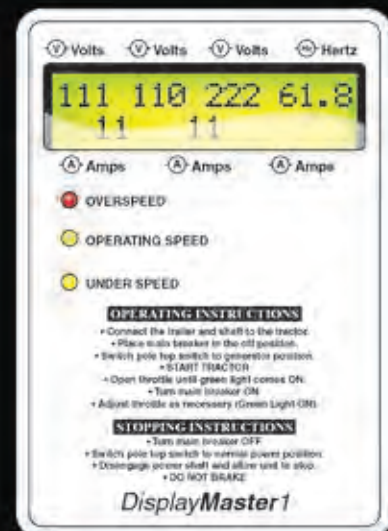 V Volts V Volts V Volts Hz Hertz
111 110 222 61.8
11 11
A Amps A Amps A Amps
OVERSPEED
OPERATING SPEED
UNDER SPEED
OPERATING INSTRUCTIONS
• Connect the trailer and shaft to the tractor.
• Place main breaker in the off position.
• Switch pole top switch to generator position.
• START TRACTOR
• Open throttle until green light comes ON.
• Turn main breaker ON
• Adjust throttle as necessary (Green Light ON)
STOPPING INSTRUCTIONS
• Turn main breaker OFF
• Switch pole top switch to normal power position.
• Disengage power shaft and allow unit to stop.
• DO NOT BRAKE
DisplayMaster1